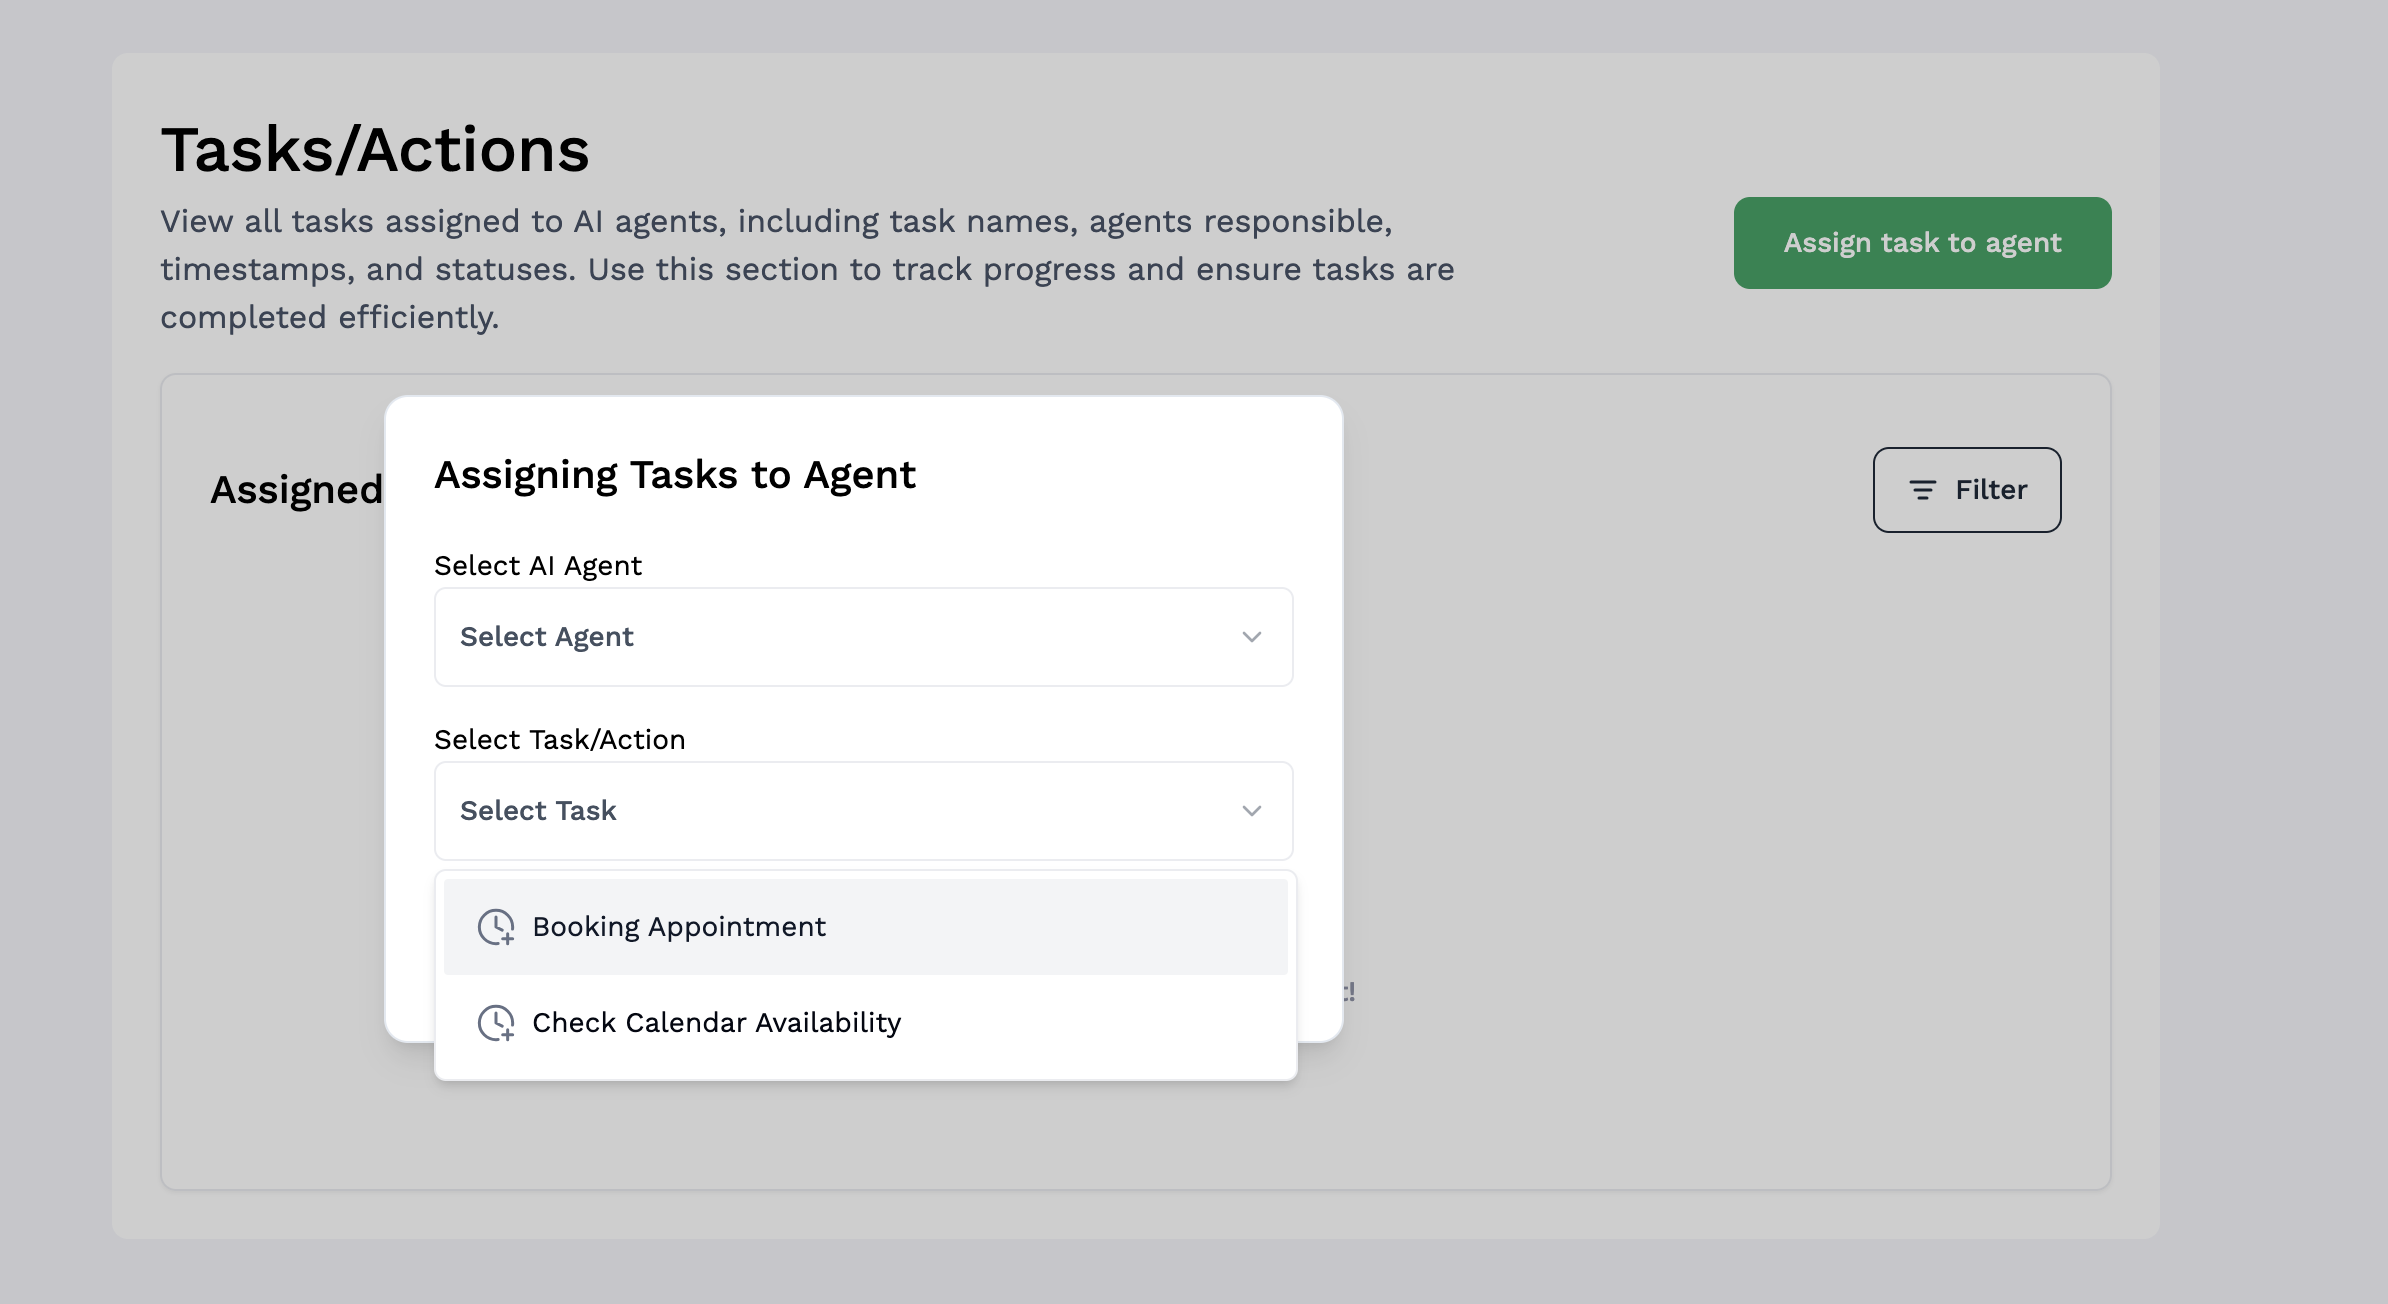 Tasks/Actions
View all tasks assigned to AI agents, including task names, agents responsible,
timestamps, and statuses. Use this section to track progress and ensure tasks are
completed efficiently.
Assign task to agent
Assigned
Filter
Assigning Tasks to Agent
Select AI Agent
Select Agent
Select Task/Action
Select Task
Booking Appointment
Check Calendar Availability